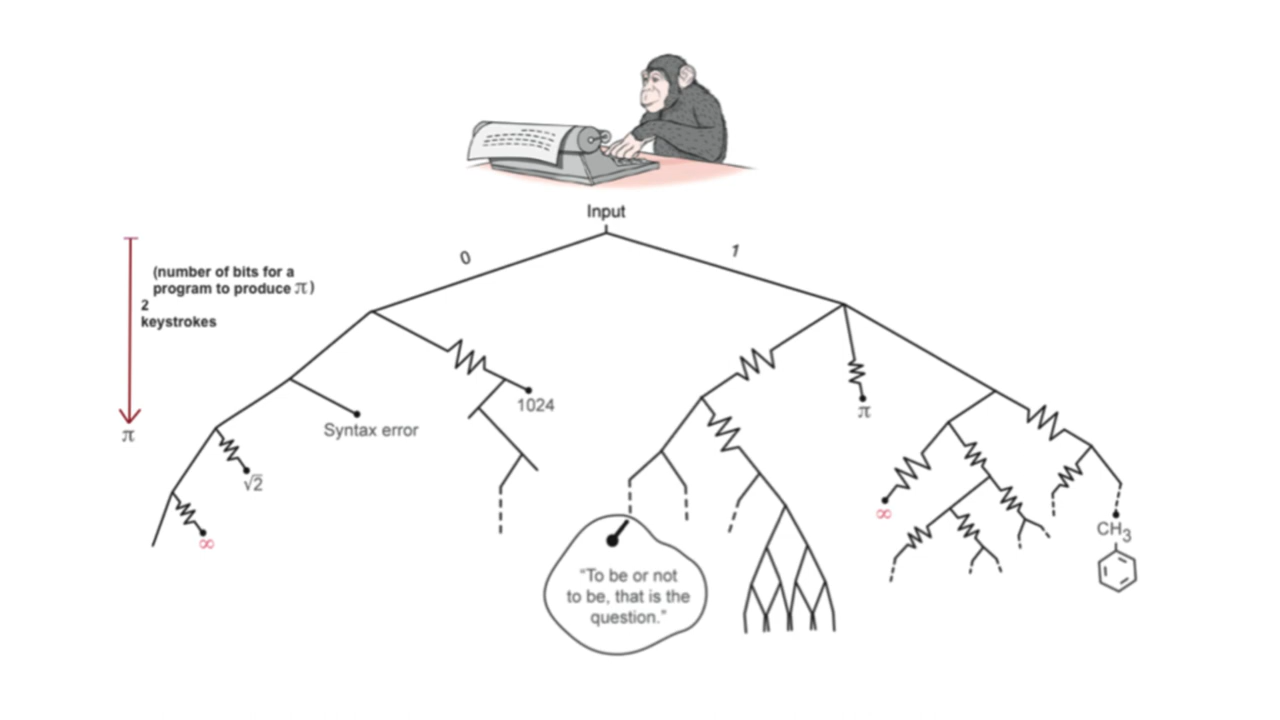 Input
0
1
(number of bits for a
program to produce π)
2
keystrokes
π
1024
Syntax error
π
√2
∞
∞
CH₃
"To be or not
to be, that is the
question."